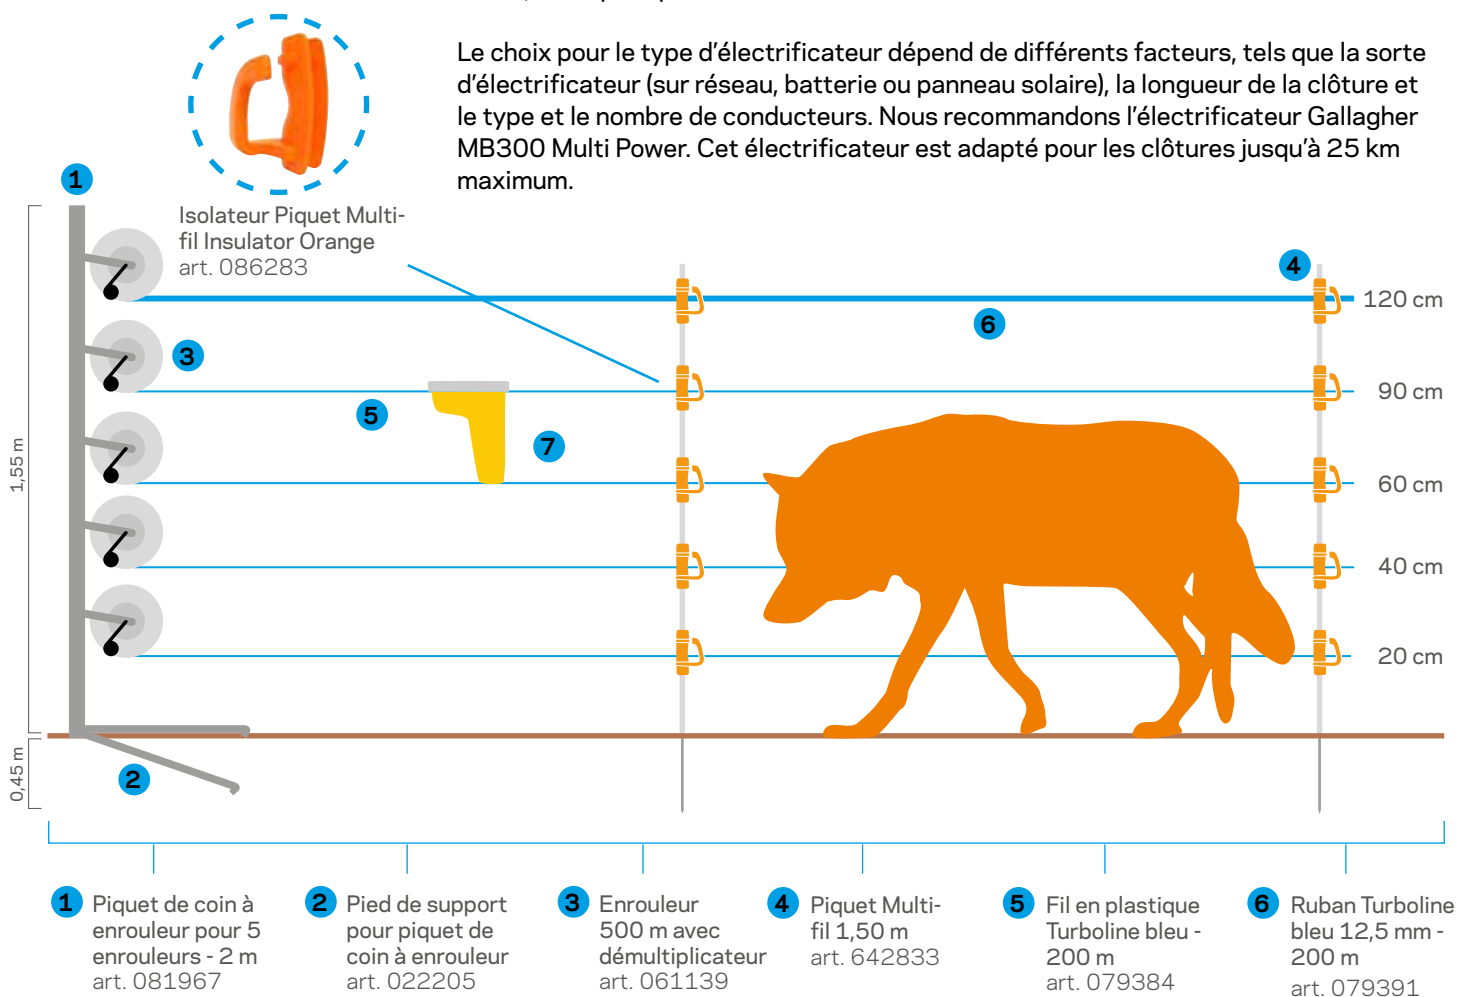 Le choix pour le type d'électrificateur dépend de différents facteurs, tels que la sorte
d'électrificateur (sur réseau, batterie ou panneau solaire), la longueur de la clôture et
le type et le nombre de conducteurs. Nous recommandons l'électrificateur Gallagher
MB300 Multi Power. Cet électrificateur est adapté pour les clôtures jusqu'à 25 km
maximum.
1
Isolateur Piquet Multi-
fil Insulator Orange
art. 086283
4
120 cm
6
3
90 cm
5
7
1,55 m
60 cm
40 cm
20 cm
2
0,45 m
1 Piquet de coin à
enrouleur pour 5
enrouleurs - 2 m
art. 081967
2 Pied de support
pour piquet de
coin à enrouleur
art. 022205
3 Enrouleur
500 m avec
démultiplicateur
art. 061139
4 Piquet Multi-
fil 1,50 m
art. 642833
5 Fil en plastique
Turboline bleu -
200 m
art. 079384
6 Ruban Turboline
bleu 12,5 mm -
200 m
art. 079391